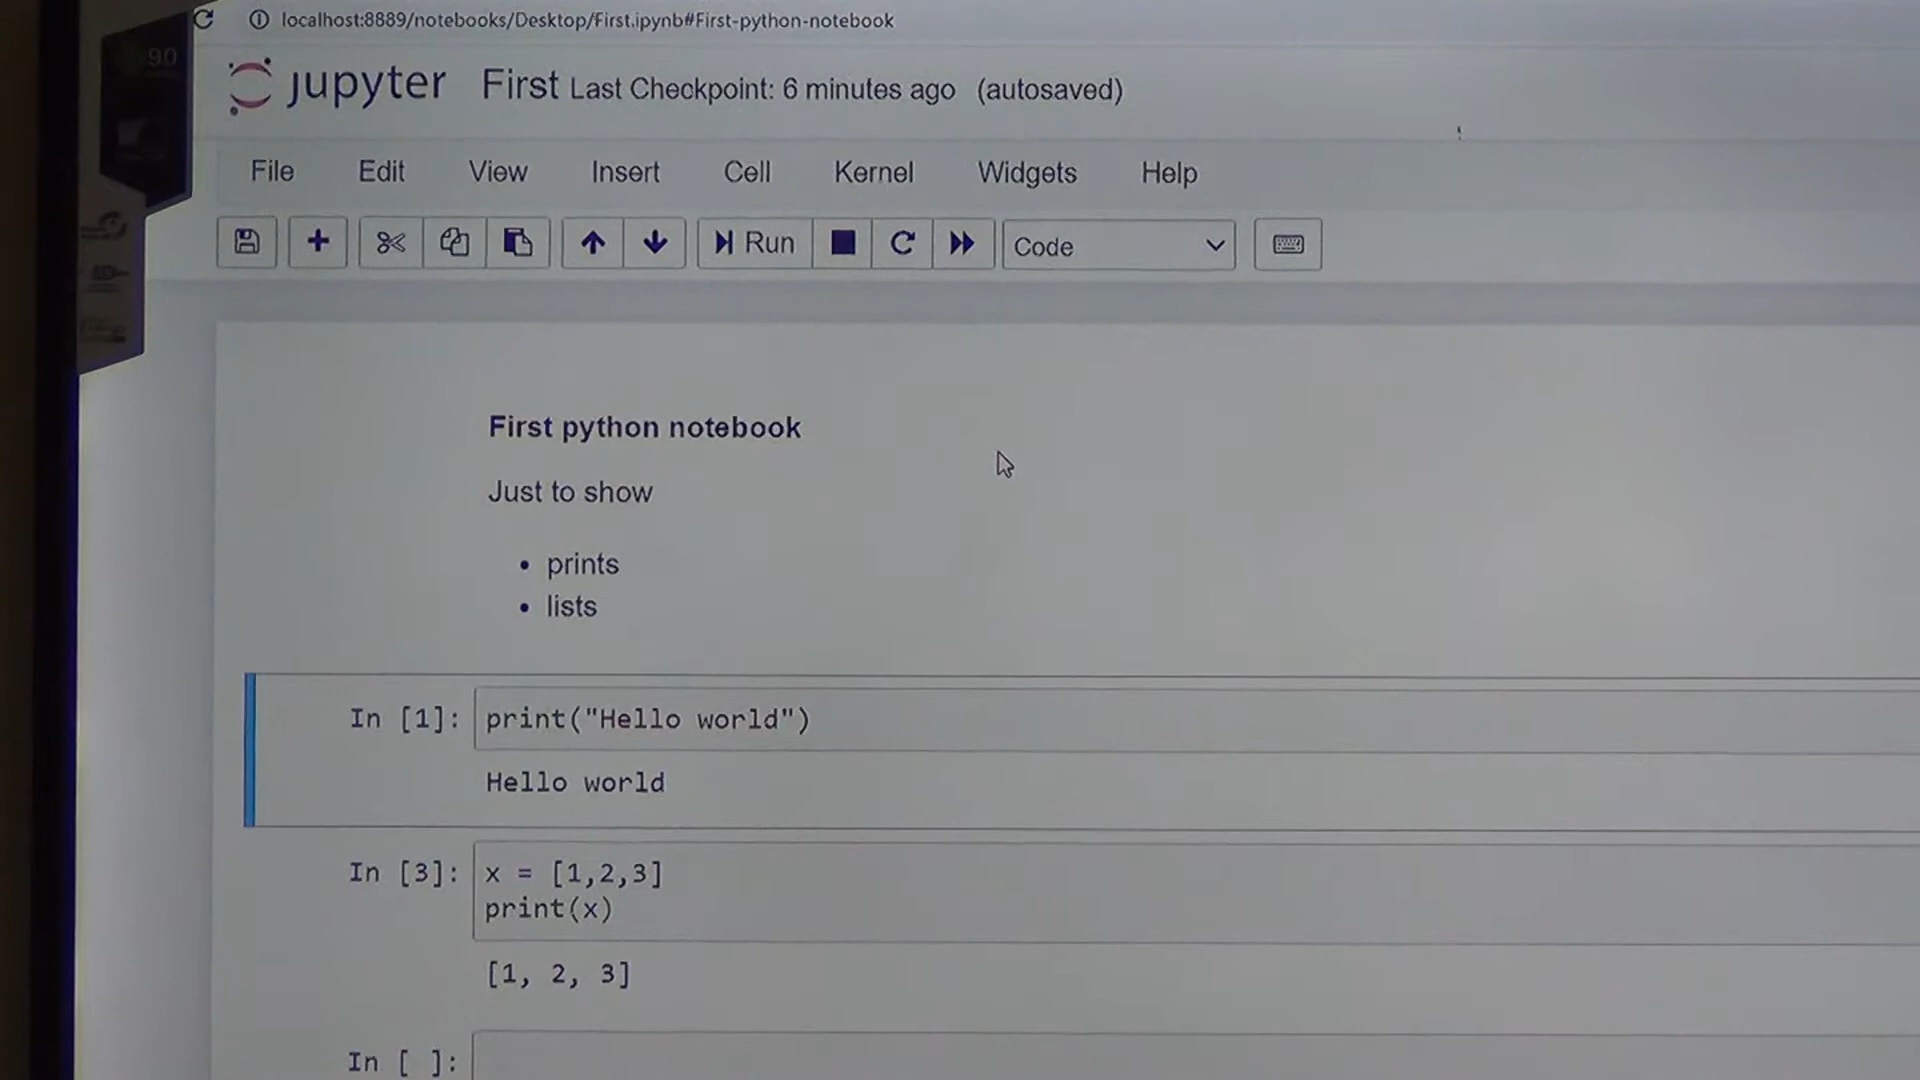 localhost:8889/notebooks/Desktop/First.ipynb#First-python-notebook
9.0
jupyter First Last Checkpoint: 6 minutes ago (autosaved)
File Edit View Insert Cell Kernel Widgets Help
Run Code
First python notebook
Just to show
• prints
• lists
In [1]: print("Hello world")
Hello world
In [3]: x = [1,2,3]
print(x)
[1, 2, 3]
In [ ]: